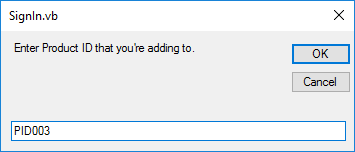 SignIn.vb
Enter Product ID that you're adding to.
OK
Cancel
PID003